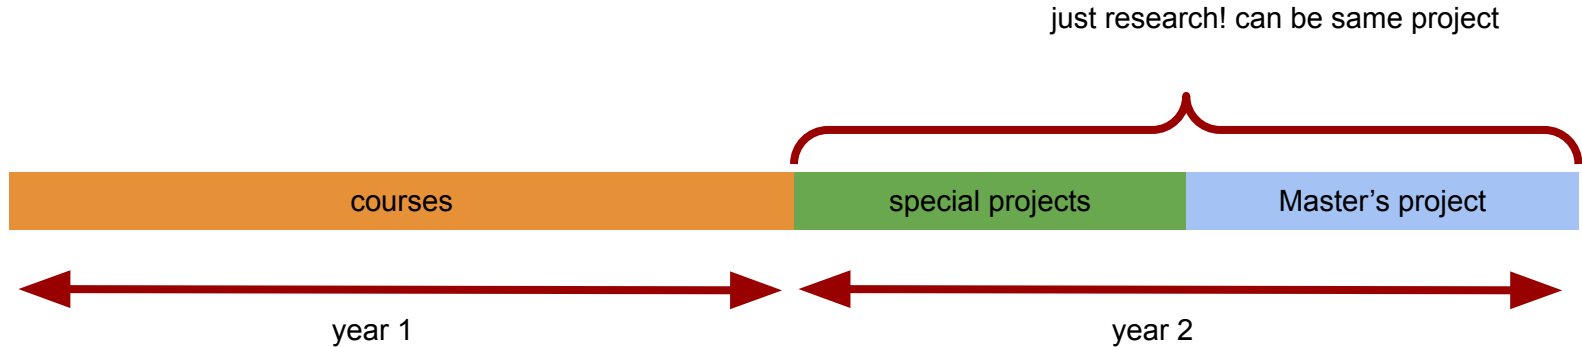 just research! can be same project
courses
special projects
Master’s project
year 1
year 2